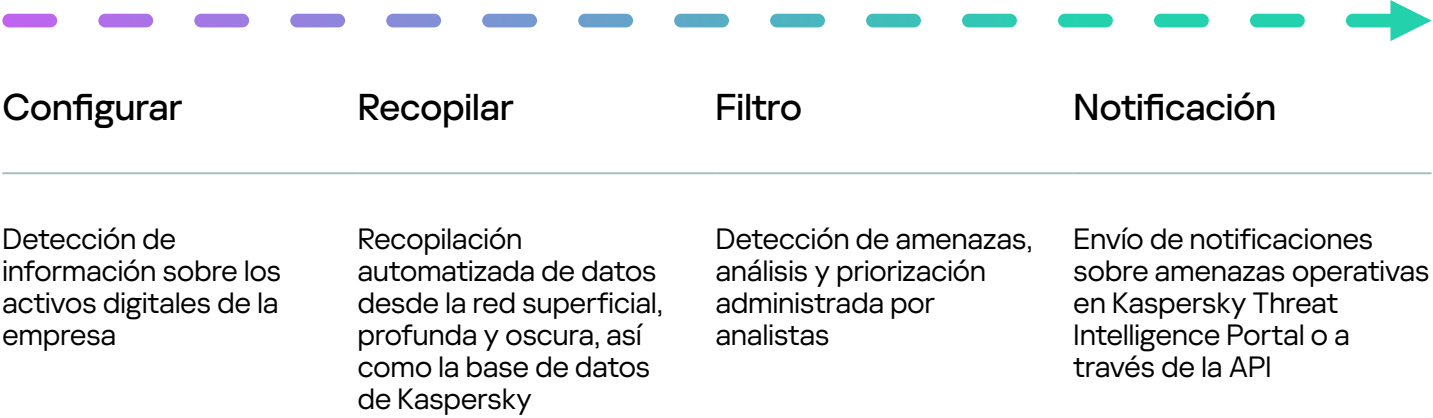 Configurar
Recopilar
Filtro
Notificación
Detección de
información sobre los
activos digitales de la
empresa
Recopilación
automatizada de datos
desde la red superficial,
profunda y oscura, así
como la base de datos
de Kaspersky
Detección de amenazas,
análisis y priorización
administrada por
analistas
Envío de notificaciones
sobre amenazas operativas
en Kaspersky Threat
Intelligence Portal o a
través de la API